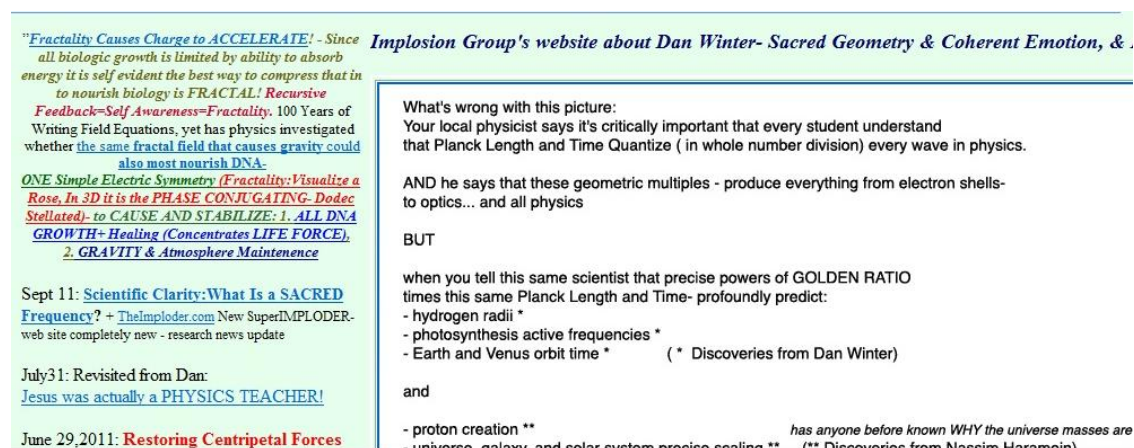 "Fractality Causes Charge to ACCELERATE! - Since
all biologic growth is limited by ability to absorb
energy it is self evident the best way to compress that in
to nourish biology is FRACTAL! Recursive
Feedback=Self Awareness=Fractality. 100 Years of
Writing Field Equations, yet has physics investigated
whether the same fractal field that causes gravity could
also most nourish DNA-
ONE Simple Electric Symmetry (Fractality:Visualize a
Rose, In 3D it is the PHASE CONJUGATING- Dodec
Stellated)- to CAUSE AND STABILIZE: 1. ALL DNA
GROWTH+ Healing (Concentrates LIFE FORCE),
2. GRAVITY & Atmosphere Maintenence
Sept 11: Scientific Clarity:What Is a SACRED
Frequency? + TheImploder.com New SuperIMPLODER-
web site completely new - research news update
July31: Revisited from Dan:
Jesus was actually a PHYSICS TEACHER!
June 29,2011: Restoring Centripetal Forces
Implosion Group's website about Dan Winter- Sacred Geometry & Coherent Emotion, &
What's wrong with this picture:
Your local physicist says it's critically important that every student understand
that Planck Length and Time Quantize ( in whole number division) every wave in physics.
AND he says that these geometric multiples - produce everything from electron shells-
to optics... and all physics
BUT
when you tell this same scientist that precise powers of GOLDEN RATIO
times this same Planck Length and Time- profoundly predict:
- hydrogen radii *
- photosynthesis active frequencies *
- Earth and Venus orbit time * ( * Discoveries from Dan Winter)
and
- proton creation ** has anyone before known WHY the universe masses are
- universe, galaxy, and solar system precise scaling ** (** Discoveries from Nassim Haramein)